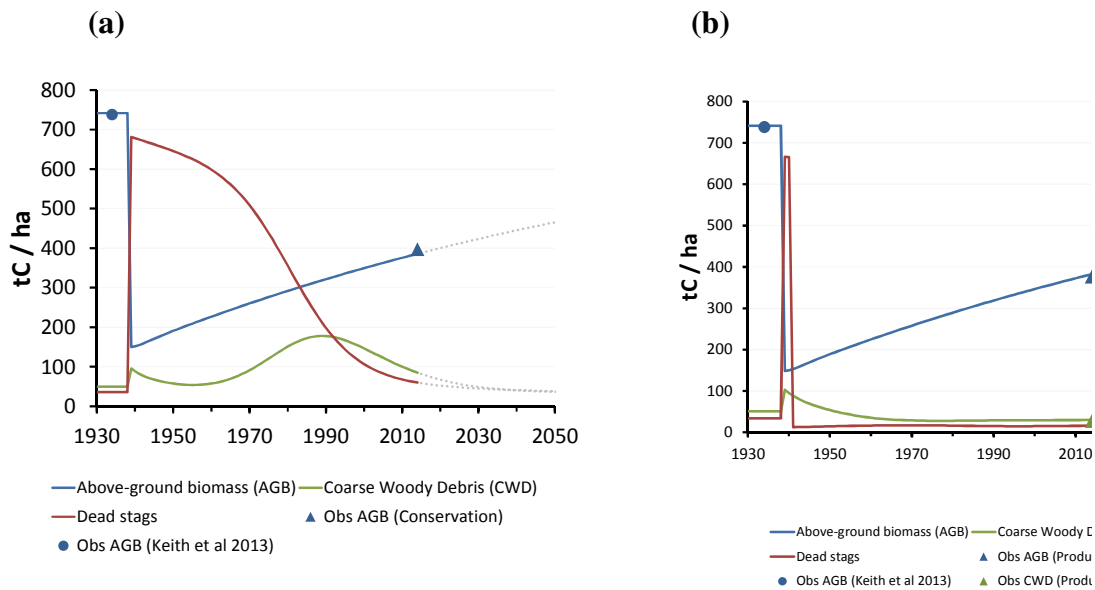 (a)
(b)
tC / ha
800
700
600
500
400
300
200
100
0
1930 1950 1970 1990 2010 2030 2050
Above-ground biomass (AGB) Coarse Woody Debris (CWD)
Dead stags Obs AGB (Conservation)
Obs AGB (Keith et al 2013)
tC / ha
800
700
600
500
400
300
200
100
0
1930 1950 1970 1990 2010
Above-ground biomass (AGB) Coarse Woody D
Dead stags Obs AGB (Produ
Obs AGB (Keith et al 2013) Obs CWD (Produ